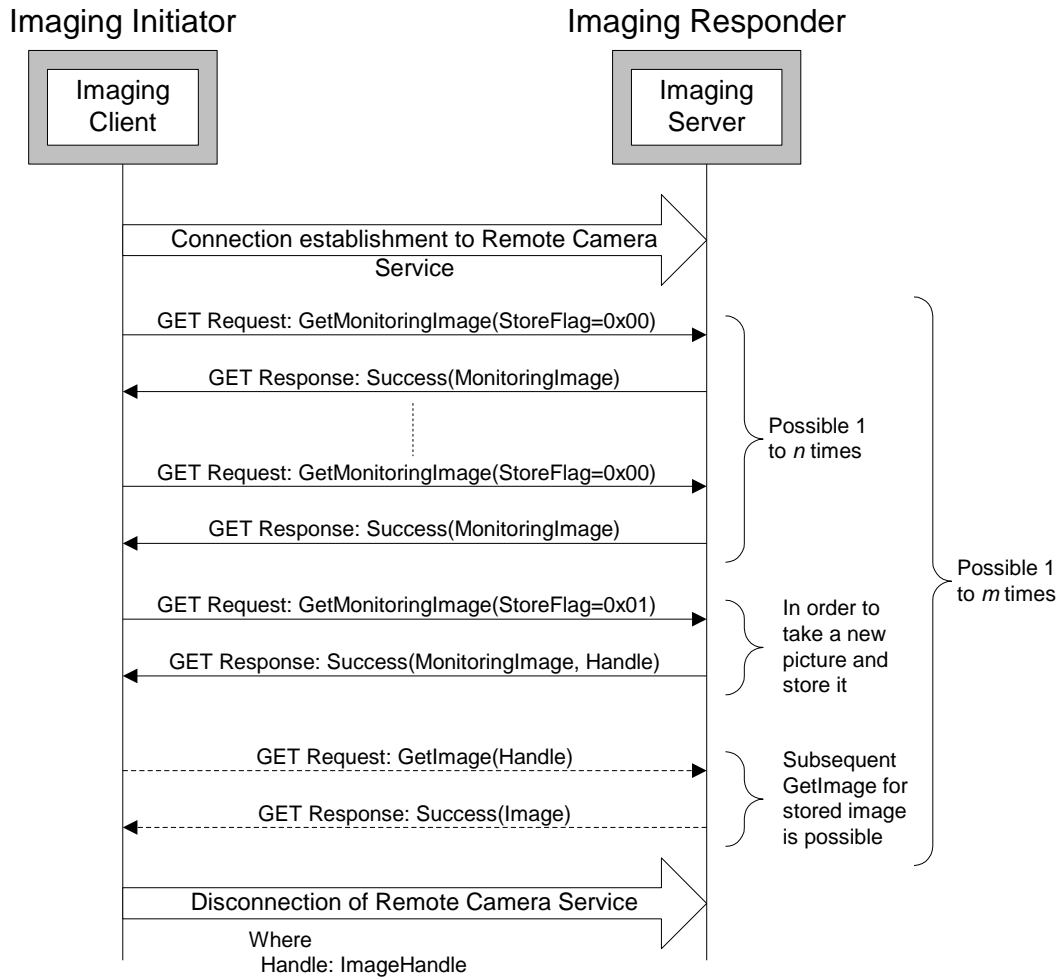 Imaging Initiator
Imaging Responder
Imaging
Client
Imaging
Server
Connection establishment to Remote Camera
Service
GET Request: GetMonitoringImage(StoreFlag=0x00)
GET Response: Success(MonitoringImage)
GET Request: GetMonitoringImage(StoreFlag=0x00)
GET Response: Success(MonitoringImage)
Possible 1
to n times
GET Request: GetMonitoringImage(StoreFlag=0x01)
GET Response: Success(MonitoringImage, Handle)
In order to
take a new
picture and
store it
Possible 1
to m times
GET Request: GetImage(Handle)
GET Response: Success(Image)
Subsequent
GetImage for
stored image
is possible
Disconnection of Remote Camera Service
Where
Handle: ImageHandle